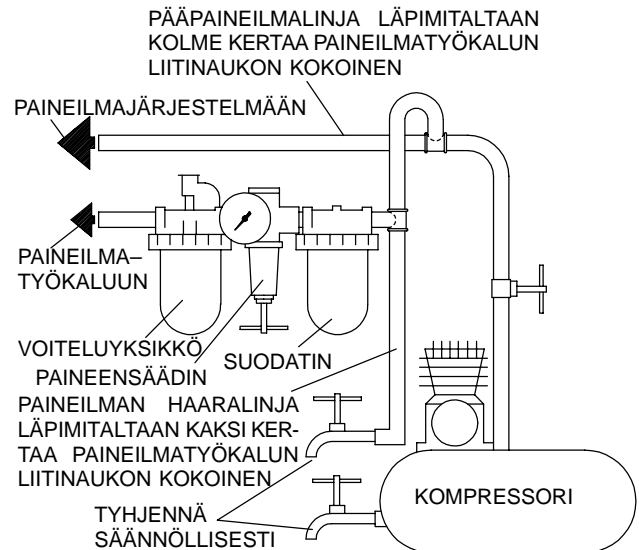 PÄÄPAINEILMALINJA LÄPIMITALTAAN
KOLME KERTAA PAINEILMATYÖKALUN
LIITINAUKON KOKOINEN
PAINEILMAJÄRJESTELMÄÄN
PAINEILMA–
TYÖKALUUN
VOITELUYKSIKKÖ
SUODATIN
PAINEENSÄÄDIN
PAINEILMAN HAARALINJA
LÄPIMITALTAAN KAKSI KER-
TAA PAINEILMATYÖKALUN
LIITINAUKON KOKOINEN
KOMPRESSORI
TYHJENNÄ
SÄÄNNÖLLISESTI